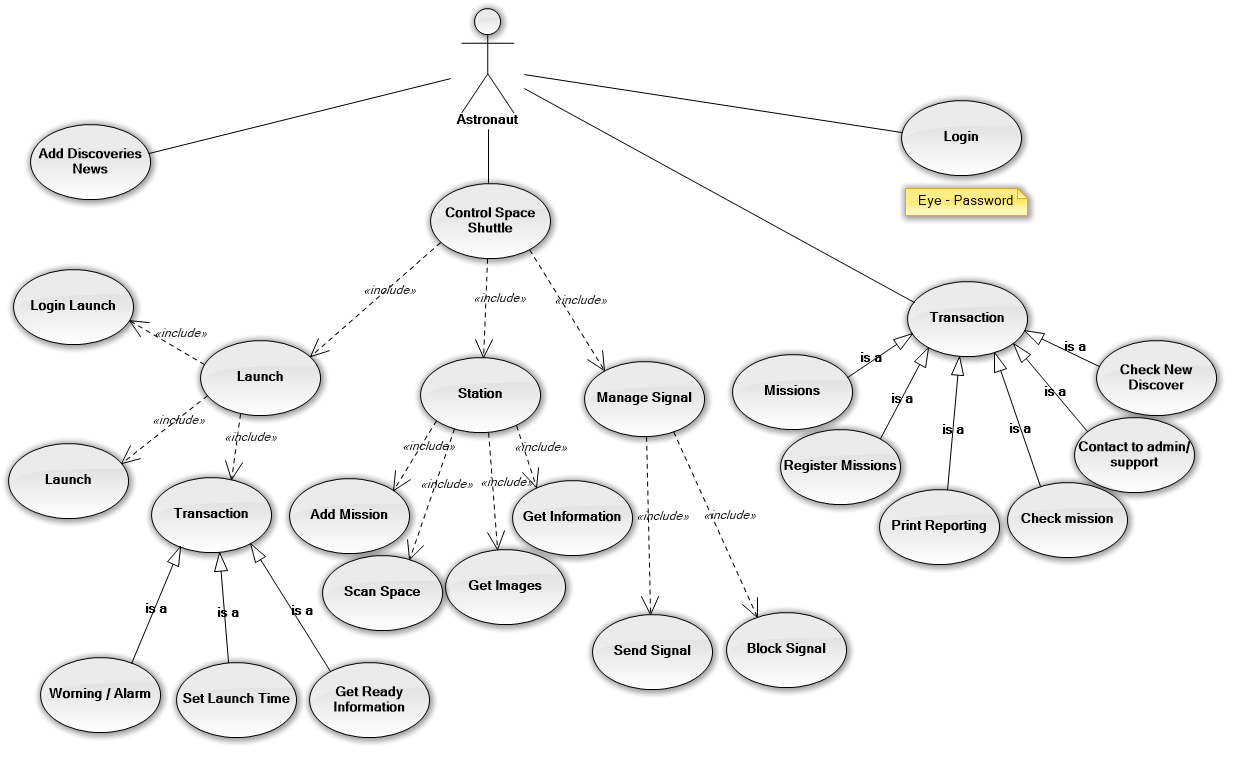 Astronaut
Add Discoveries
News
Login
Eye - Password
Control Space
Shuttle
«include»
«include»
«include»
Login Launch
«include»
Launch
Station
Manage Signal
Transaction
is a
is a
is a
is a
is a
is a
Missions
Check New
Discover
Register Missions
Contact to admin/
support
Print Reporting
Check mission
«include»
«include»
Launch
Transaction
«include»
«include»
«include»
«include»
Add Mission
Get Information
Scan Space
Get Images
«include»
«include»
Send Signal
Block Signal
is a
is a
is a
Worning / Alarm
Set Launch Time
Get Ready
Information